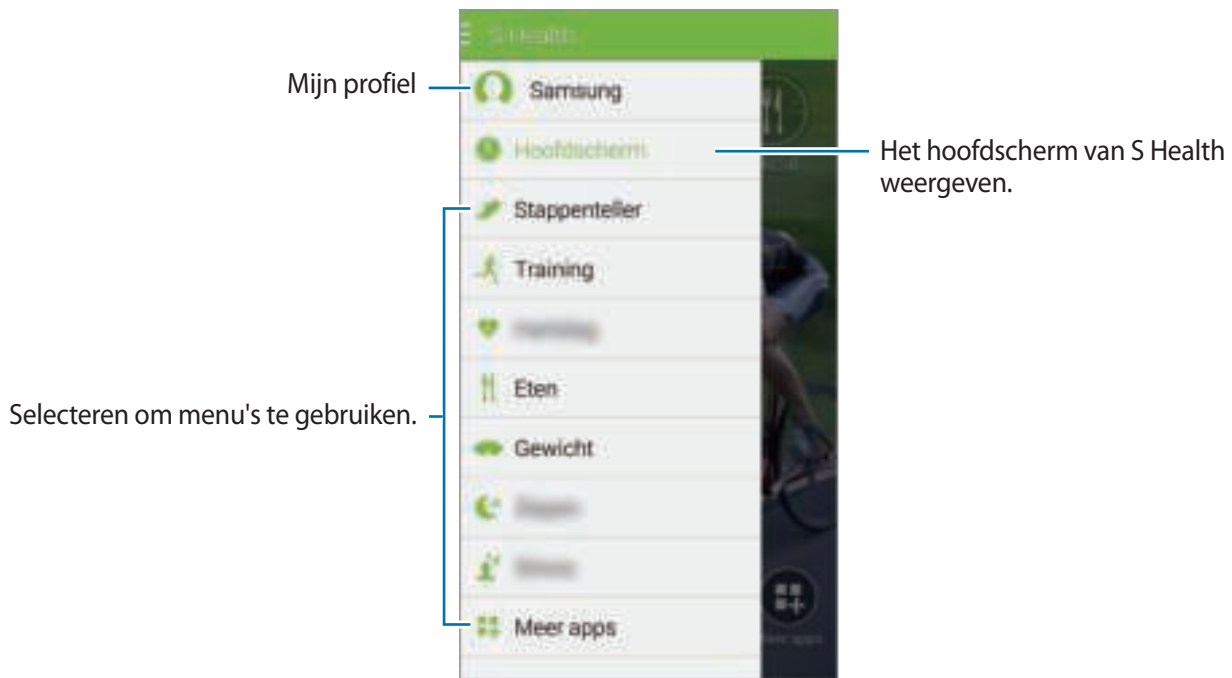 S Health
Mijn profiel
Samsung
Hoofdscherm
Het hoofdscherm van S Health
weergeven.
Stappenteller
Training
Eten
Selecteren om menu's te gebruiken.
Gewicht
Meer apps